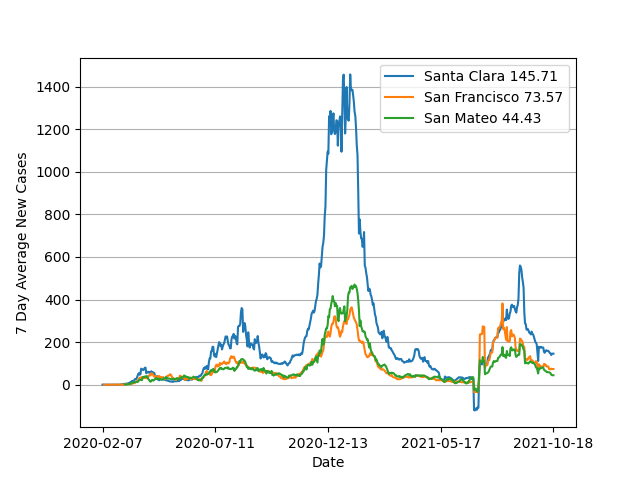 1400
1200
1000
800
600
400
200
0
7 Day Average New Cases
Santa Clara 145.71
San Francisco 73.57
San Mateo 44.43
2020-02-07 2020-07-11 2020-12-13 2021-05-17 2021-10-18
Date